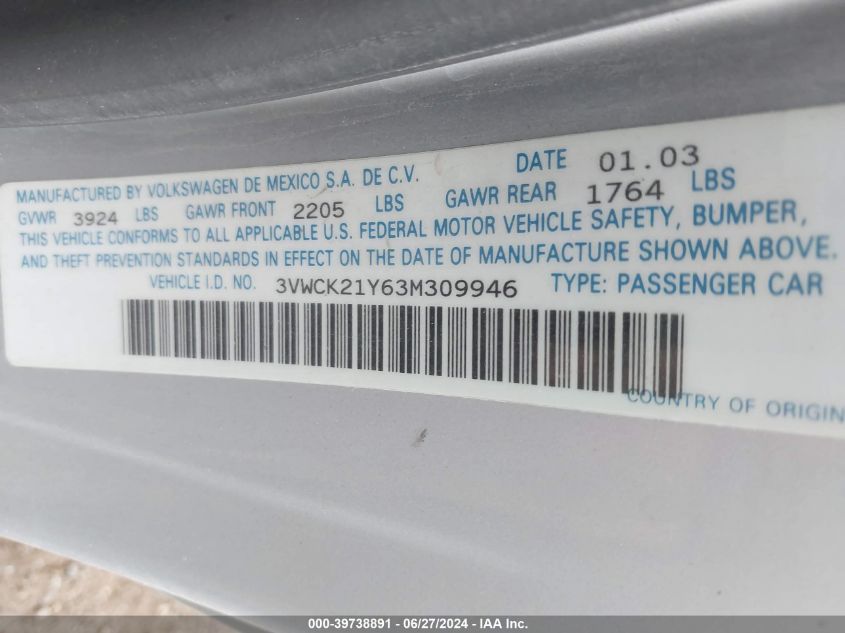 MANUFACTURED BY VOLKSWAGEN DE MEXICO S.A. DE C.V. DATE 01.03
GVWR 3924 LBS GAWR FRONT 2205 LBS GAWR REAR 1764 LBS
THIS VEHICLE CONFORMS TO ALL APPLICABLE U.S. FEDERAL MOTOR VEHICLE SAFETY, BUMPER,
AND THEFT PREVENTION STANDARDS IN EFFECT ON THE DATE OF MANUFACTURE SHOWN ABOVE.
VEHICLE I.D. NO. 3VWCK21Y63M309946 TYPE: PASSENGER CAR
COUNTRY OF ORIGIN
000-39738891 - 06/27/2024 - IAA Inc.